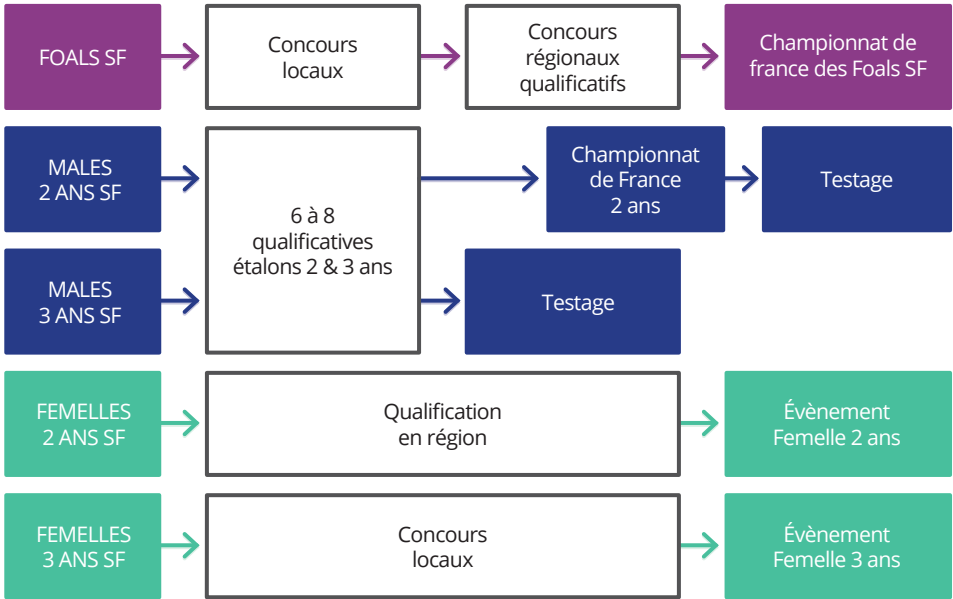 FOALS SF
Concours
locaux
Concours
régionaux
qualificatifs
Championnat de
france des Foals SF
MALES
2 ANS SF
6 à 8
qualificatives
étalons 2 & 3 ans
Championnat
de France
2 ans
Testage
MALES
3 ANS SF
Testage
FEMELLES
2 ANS SF
Qualification
en région
Évènement
Femelle 2 ans
FEMELLES
3 ANS SF
Concours
locaux
Évènement
Femelle 3 ans